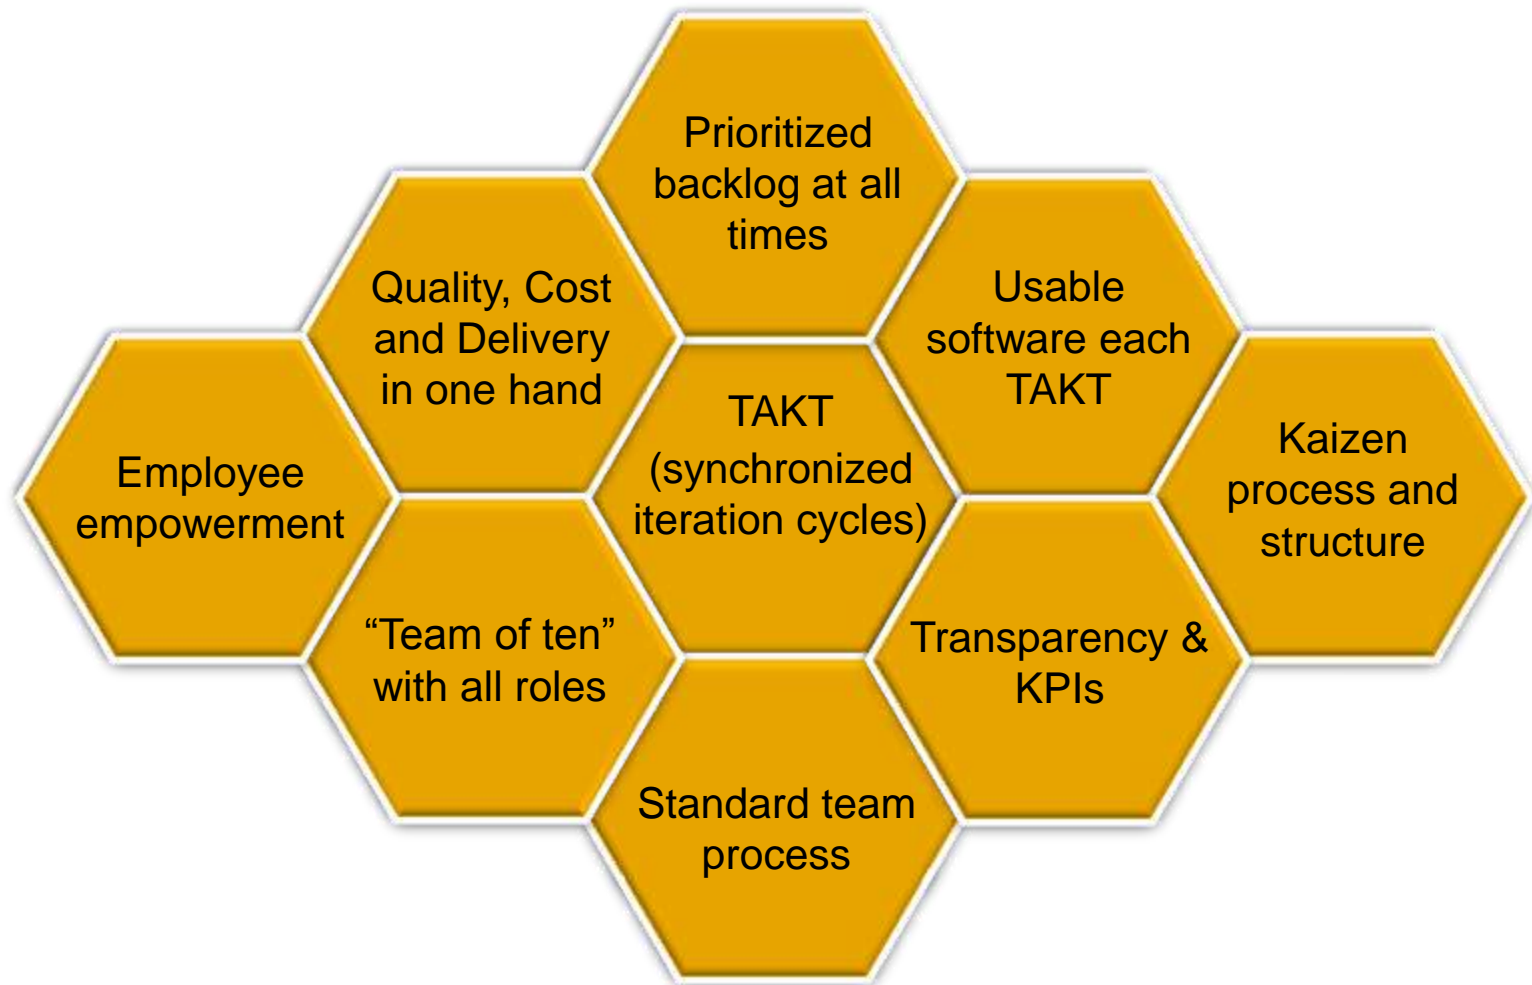 Prioritized
backlog at all
times
Quality, Cost
and Delivery
in one hand
Usable
software each
TAKT
Employee
empowerment
TAKT
(synchronized
iteration cycles)
Kaizen
process and
structure
“Team of ten”
with all roles
Transparency &
KPIs
Standard team
process